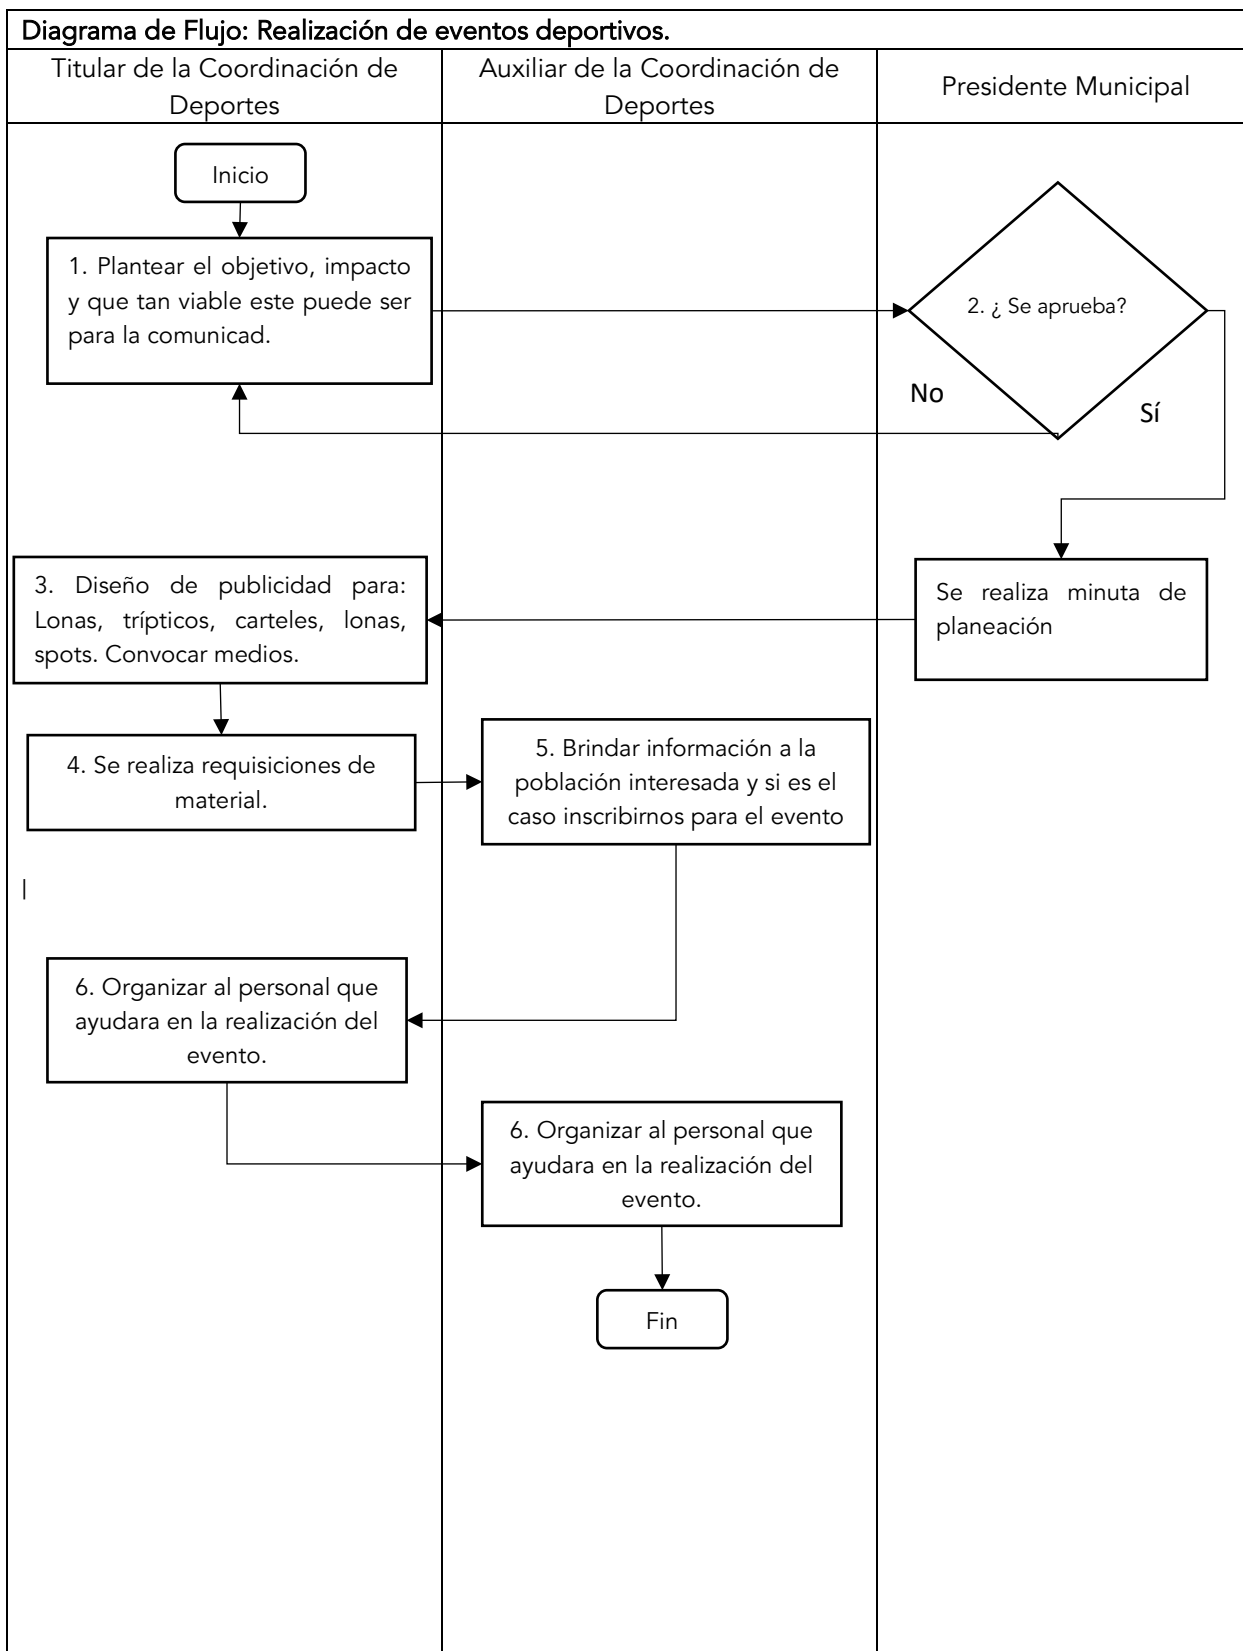 Diagrama de Flujo: Realización de eventos deportivos.
Titular de la Coordinación de
Deportes
Auxiliar de la Coordinación de
Deportes
Presidente Municipal
Inicio
1. Plantear el objetivo, impacto
y que tan viable este puede ser
para la comunicad.
2. ¿ Se aprueba?
No
Sí
3. Diseño de publicidad para:
Lonas, trípticos, carteles, lonas,
spots. Convocar medios.
Se realiza minuta de
planeación
4. Se realiza requisiciones de
material.
5. Brindar información a la
población interesada y si es el
caso inscribirnos para el evento
|
6. Organizar al personal que
ayudara en la realización del
evento.
6. Organizar al personal que
ayudara en la realización del
evento.
Fin